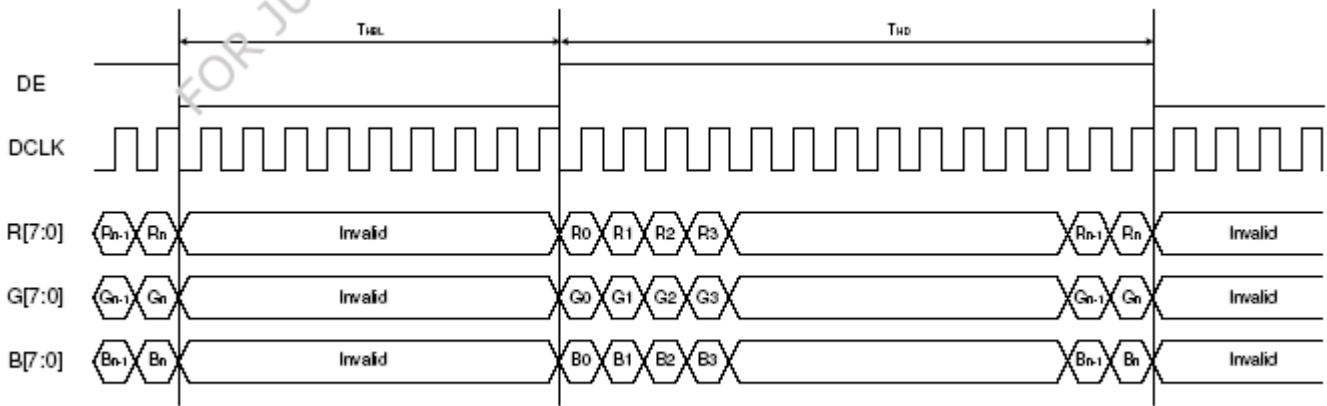 FOR JU
THBL THD
DE
DCLK
R[7:0] Rn-1 Rn Invalid R0 R1 R2 R3 Rn-1 Rn Invalid
G[7:0] Gn-1 Gn Invalid G0 G1 G2 G3 Gn-1 Gn Invalid
B[7:0] Bn-1 Bn Invalid B0 B1 B2 B3 Bn-1 Bn Invalid